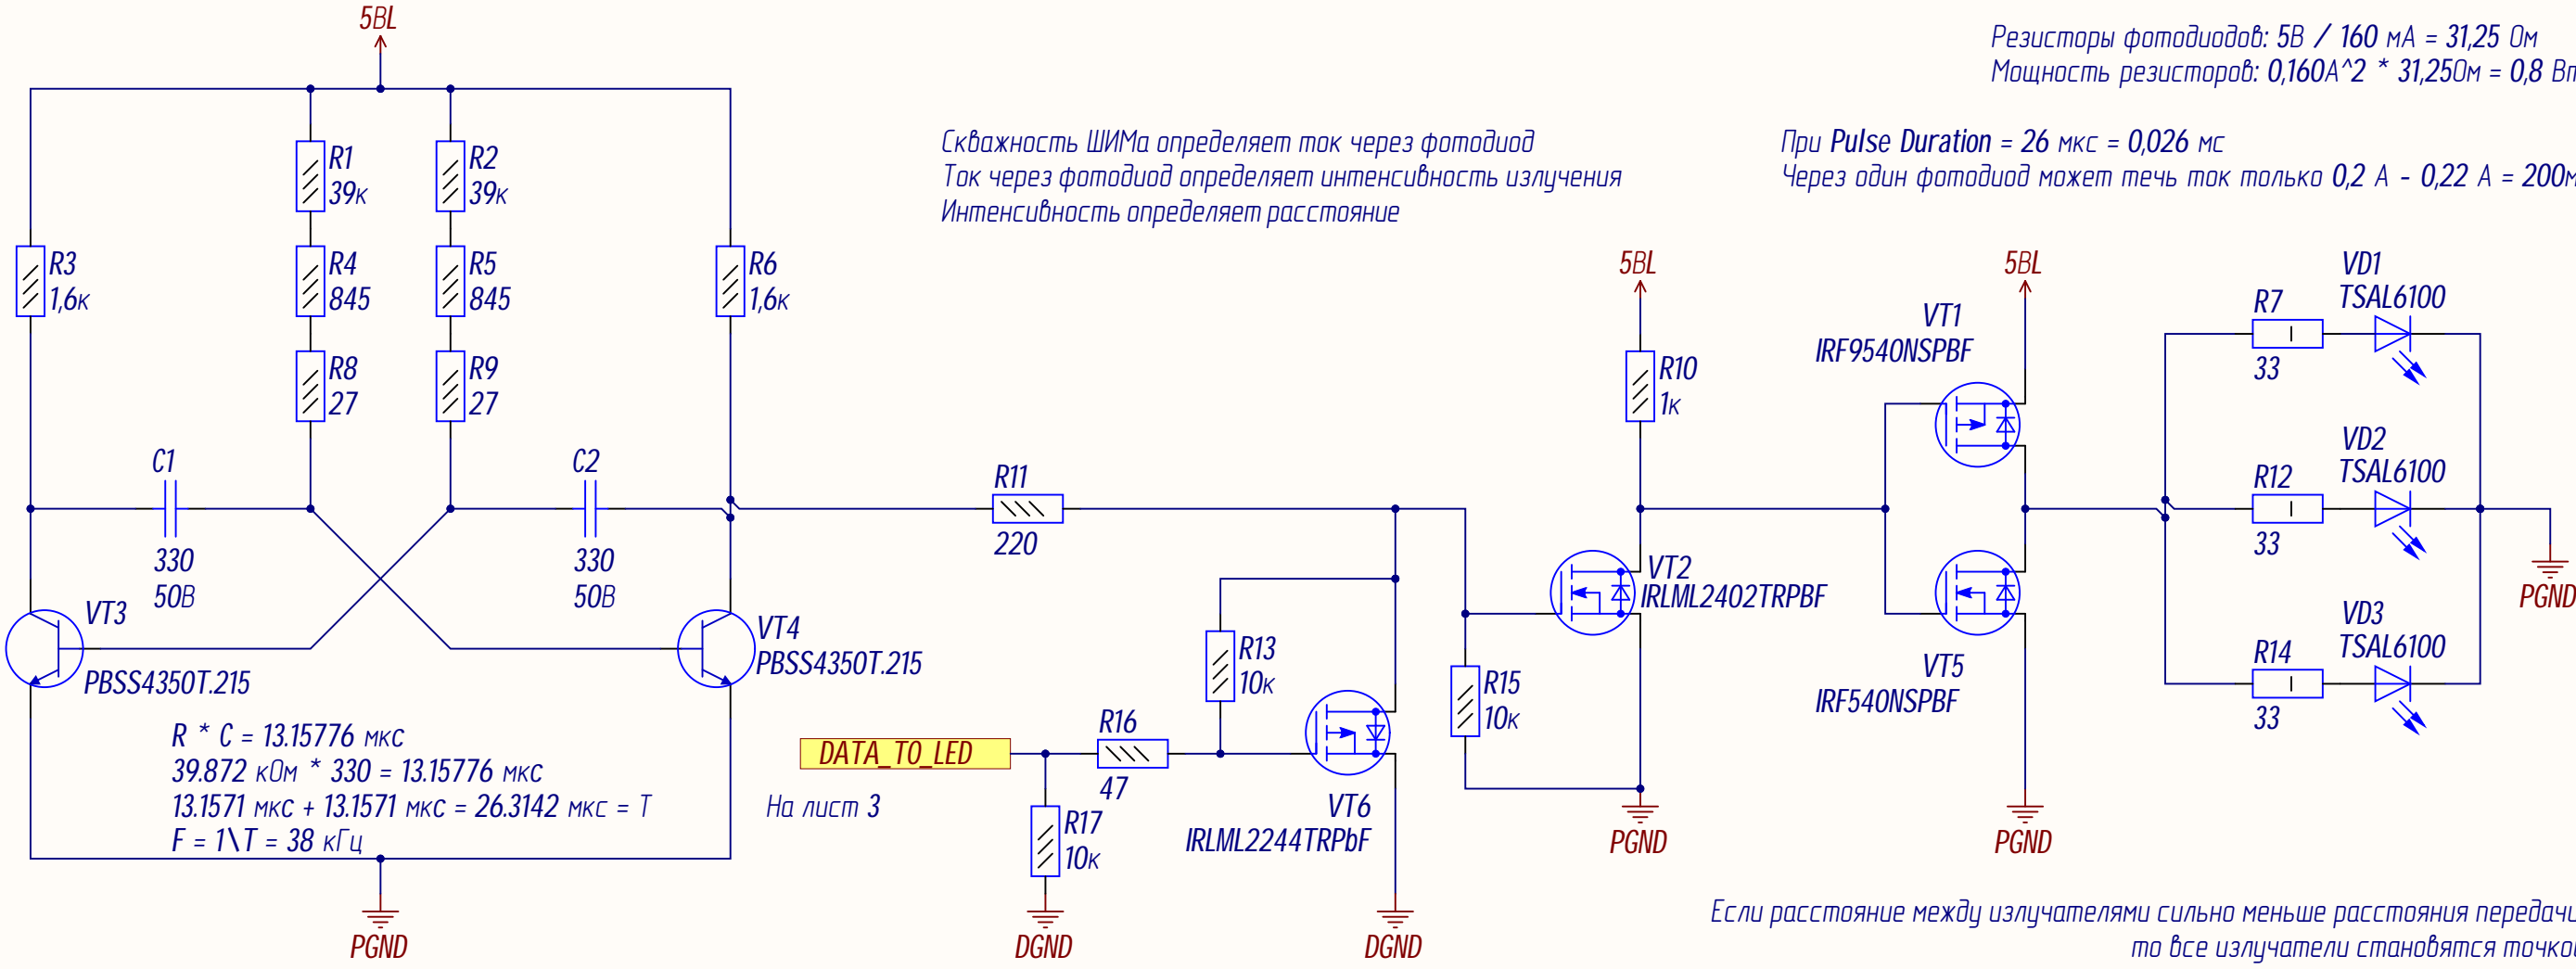 5ВL
Резисторы фотодиодов: 5В / 160 мА = 31,25 Ом
Мощность резисторов: 0,160А^2 * 31,25Ом = 0,8 Вт
Скважность ШИМа определяет ток через фотодиод
Ток через фотодиод определяет интенсивность излучения
Интенсивность определяет расстояние
При Pulse Duration = 26 мкс = 0,026 мс
Через один фотодиод может течь ток только 0,2 А - 0,22 А = 200м
R1
39к
R2
39к
R3
1,6к
R4
845
R5
845
R6
1,6к
R8
27
R9
27
C1
330
50В
C2
330
50В
VT3
PBSS4350T.215
VT4
PBSS4350T.215
R * C = 13.15776 мкс
39.872 кОм * 330 = 13.15776 мкс
13.1571 мкс + 13.1571 мкс = 26.3142 мкс = T
F = 1\T = 38 кГц
PGND
R11
220
R13
10к
DATA_TO_LED
На лист 3
R16
47
R17
10к
DGND
VT6
IRLML2244TRPbF
DGND
R15
10к
5ВL
R10
1к
VT2
IRLML2402TRPBF
PGND
5ВL
VT1
IRF9540NSPBF
VT5
IRF540NSPBF
PGND
R7
33
VD1
TSAL6100
R12
33
VD2
TSAL6100
R14
33
VD3
TSAL6100
PGND
Если расстояние между излучателями сильно меньше расстояния передачи
то все излучатели становятся точкой